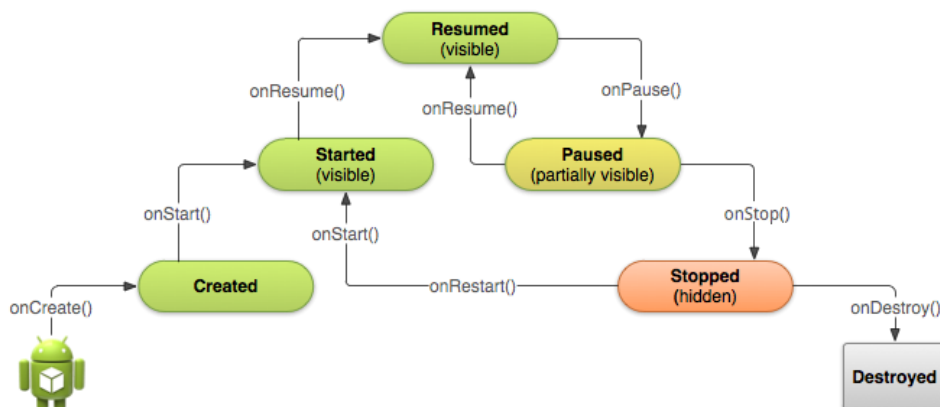 Resumed
(visible)
onResume()
onResume()
onPause()
Started
(visible)
Paused
(partially visible)
onStart()
onStart()
onStop()
Created
onRestart()
Stopped
(hidden)
onCreate()
onDestroy()
Destroyed